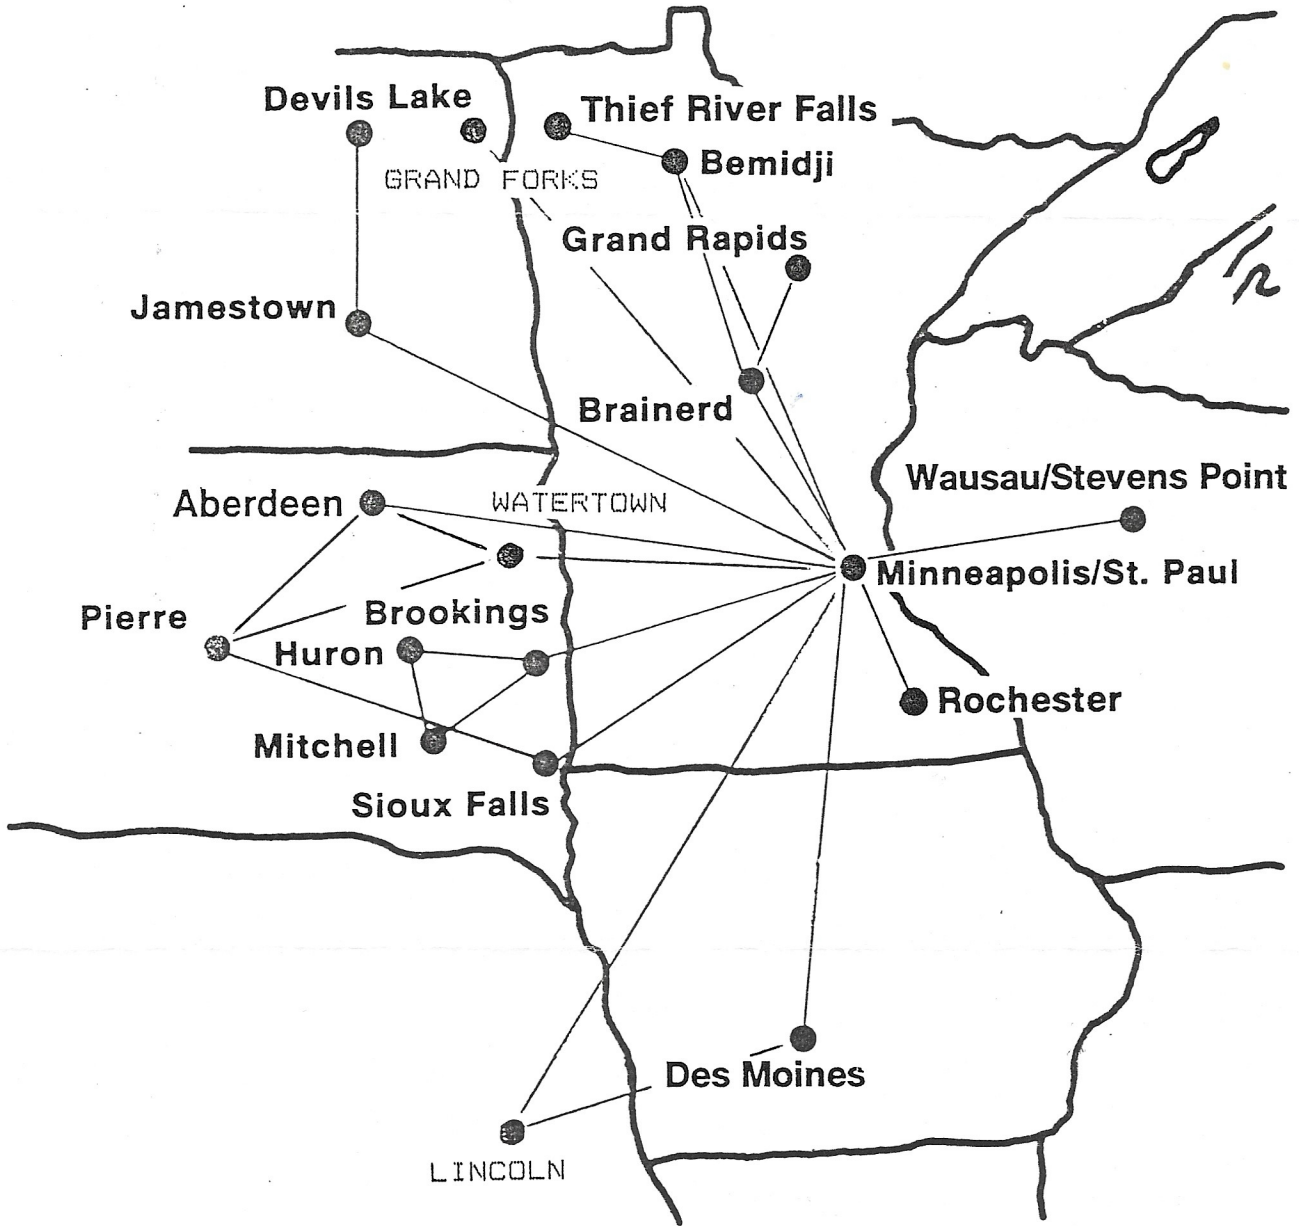 Devils Lake
Thief River Falls
Bemidji
GRAND FORKS
Grand Rapids
Jamestown
Brainerd
Wausau/Stevens Point
Aberdeen
WATERTOWN
Minneapolis/St. Paul
Pierre
Brookings
Huron
Rochester
Mitchell
Sioux Falls
Des Moines
LINCOLN